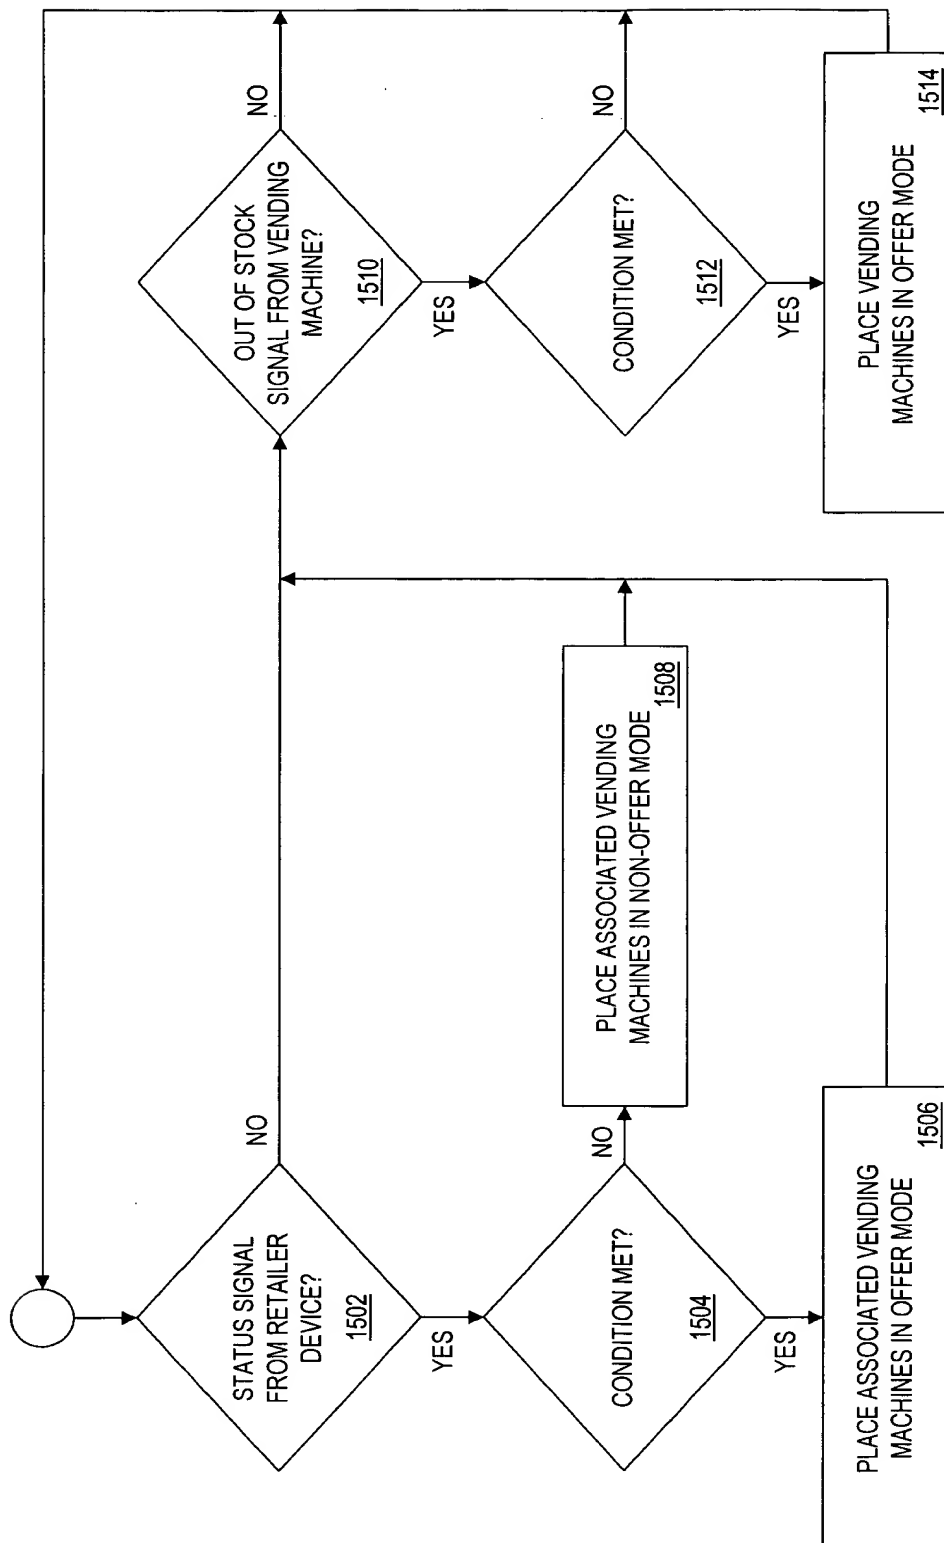 STATUS SIGNAL
FROM RETAILER
DEVICE?
1502
NO
YES
CONDITION MET?
1504
NO
YES
PLACE ASSOCIATED VENDING
MACHINES IN NON-OFFER MODE
1508
PLACE ASSOCIATED VENDING
MACHINES IN OFFER MODE
1506
OUT OF STOCK
SIGNAL FROM VENDING
MACHINE?
1510
NO
YES
CONDITION MET?
1512
NO
YES
PLACE VENDING
MACHINES IN OFFER MODE
1514